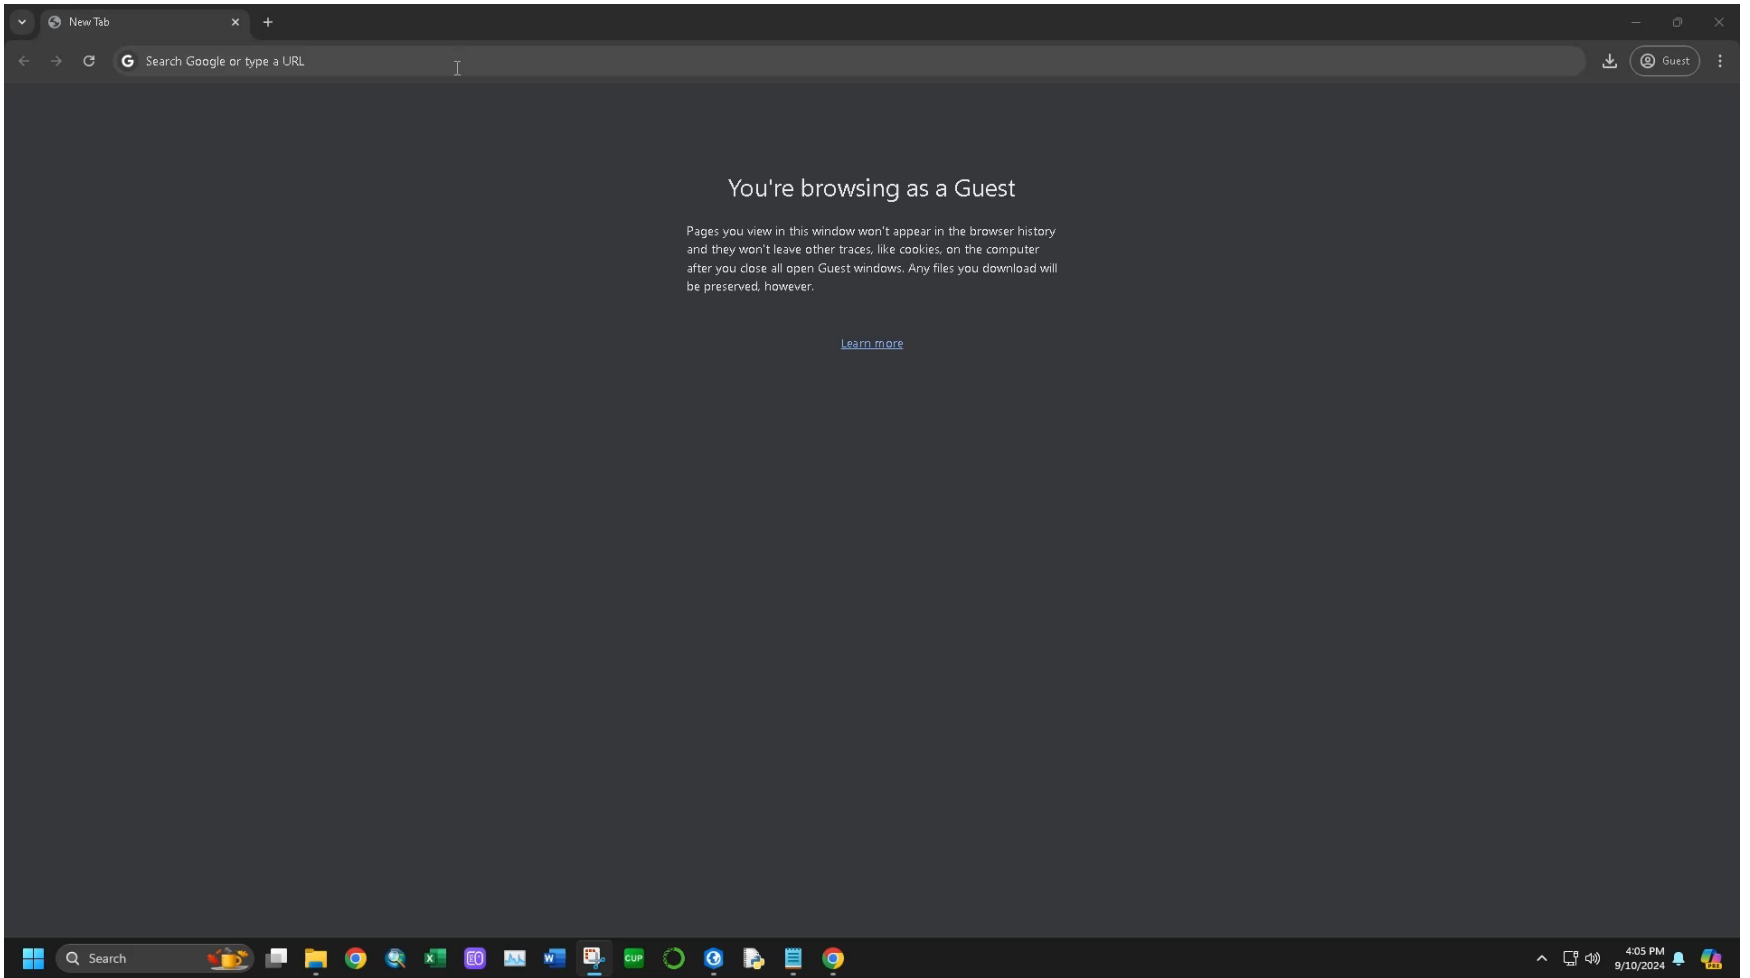 New Tab
Search Google or type a URL
Guest
You're browsing as a Guest
Pages you view in this window won't appear in the browser history
and they won't leave other traces, like cookies, on the computer
after you close all open Guest windows. Any files you download will
be preserved, however.
Learn more
Search
CUP
4:05 PM
9/10/2024
PRE